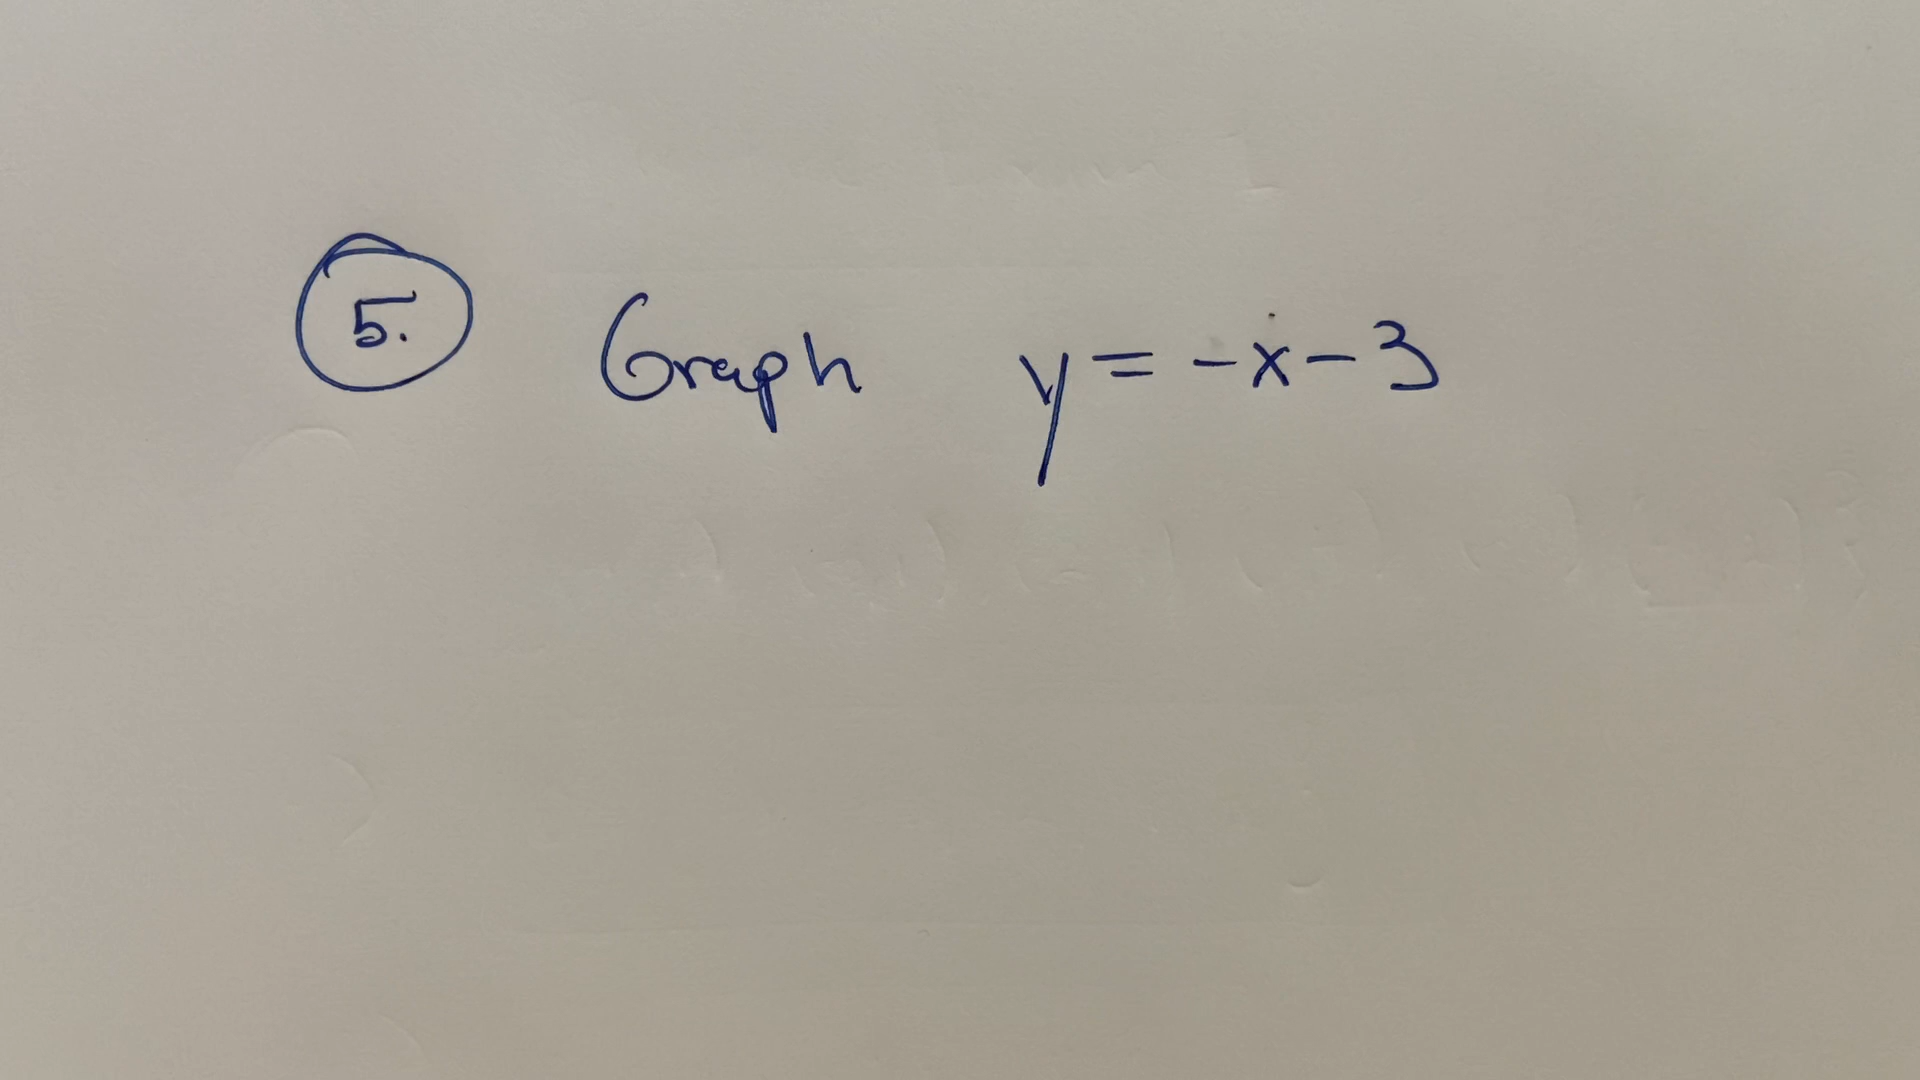 5. Graph y = -x - 3